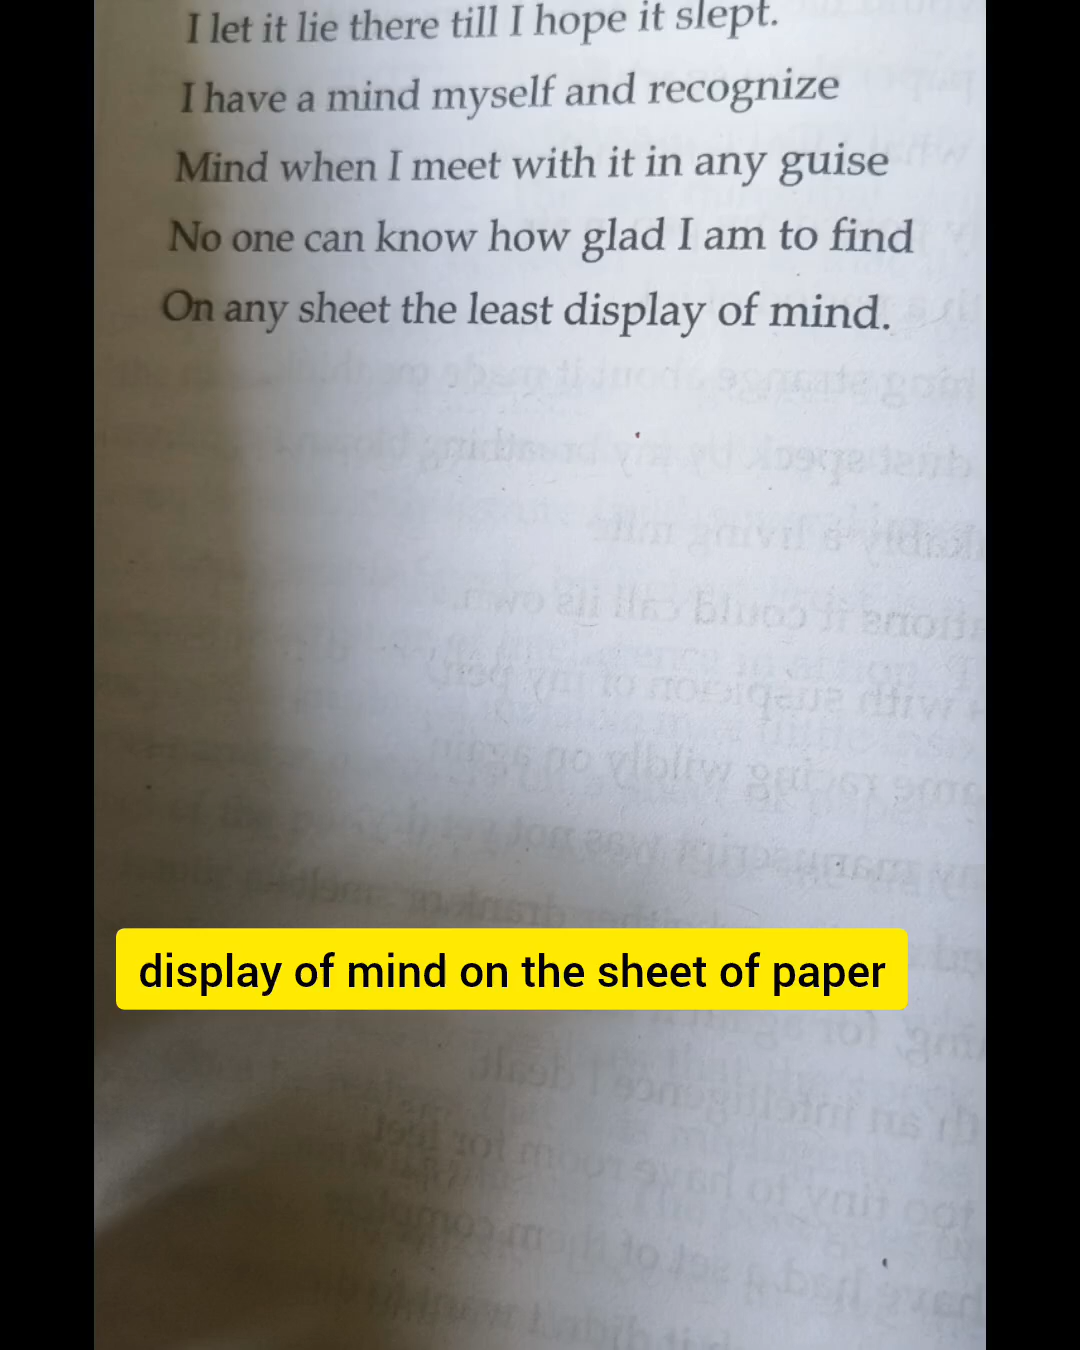 I let it lie there till I hope it slept.
I have a mind myself and recognize
Mind when I meet with it in any guise
No one can know how glad I am to find
On any sheet the least display of mind.
display of mind on the sheet of paper